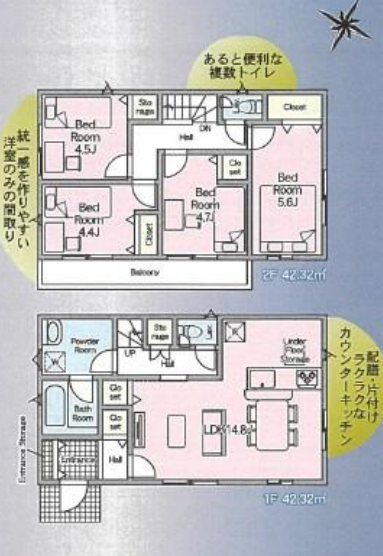 あると便利な
複数トイレ
統一感を作りやすい
洋室のみの間取り
Bed
Room
4.5J
Sto
rage
DN
Hall
Closet
Bed
Room
4.4J
Closet
Bed
Room
4.7J
Clo
set
Bed
Room
5.6J
Balcony
2F 42.32㎡
配膳・片付け
ラクラクな
カウンターキッチン
Powder
Room
W
UP
Sto
rage
Hall
R
Under
Floor
Storage
Bath
Room
Clo
set
Clo
set
LDK14.8J
Entrance Storage
Entrance
Hall
1F 42.32㎡